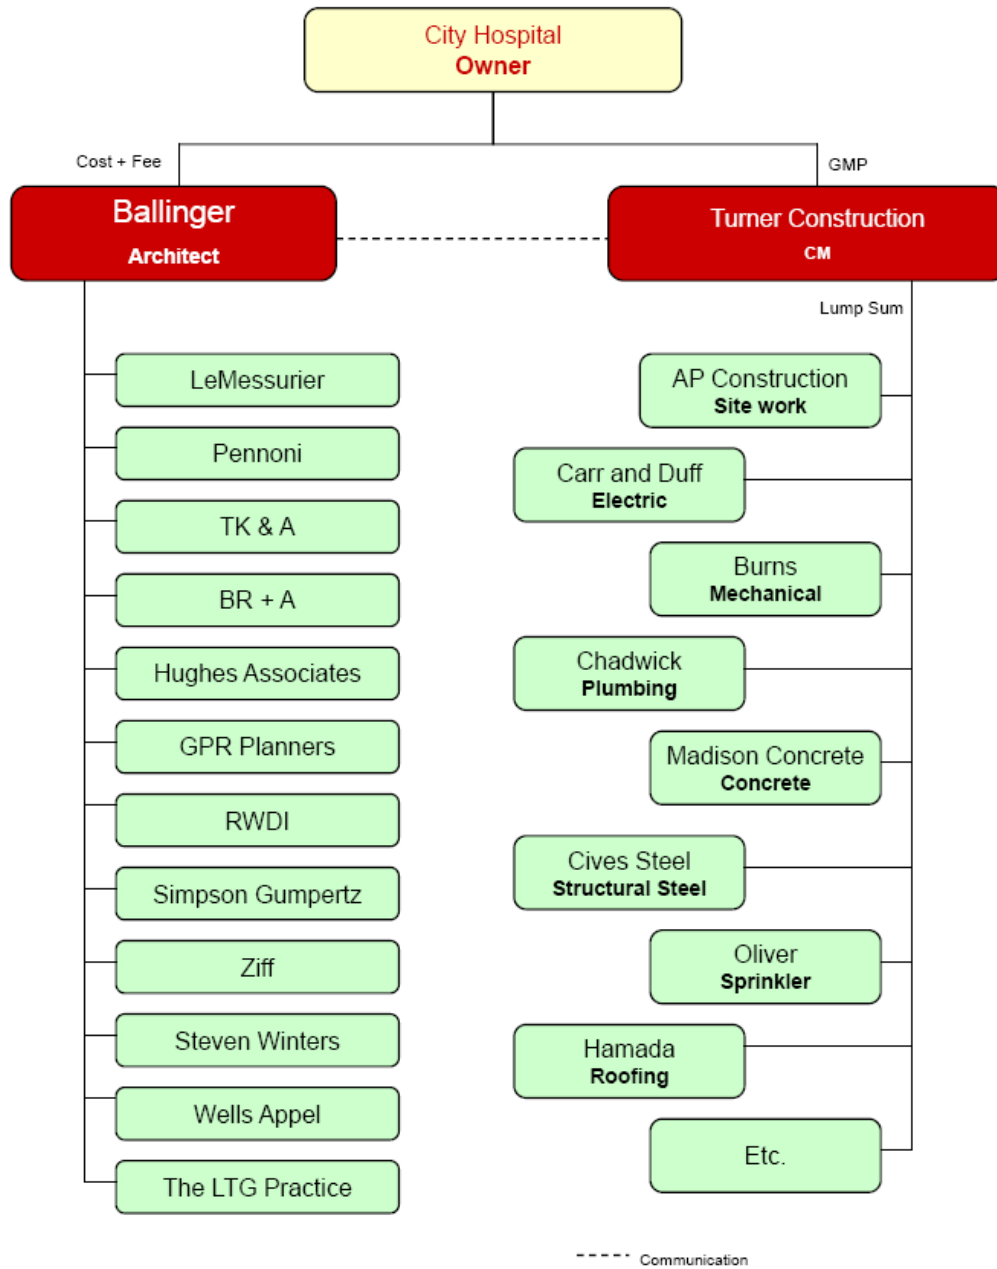 City Hospital
Owner
Cost + Fee
GMP
Ballinger
Architect
Turner Construction
CM
Lump Sum
LeMessurier
Pennoni
TK & A
BR + A
Hughes Associates
GPR Planners
RWDI
Simpson Gumpertz
Ziff
Steven Winters
Wells Appel
The LTG Practice
AP Construction
Site work
Carr and Duff
Electric
Burns
Mechanical
Chadwick
Plumbing
Madison Concrete
Concrete
Cives Steel
Structural Steel
Oliver
Sprinkler
Hamada
Roofing
Etc.
Communication